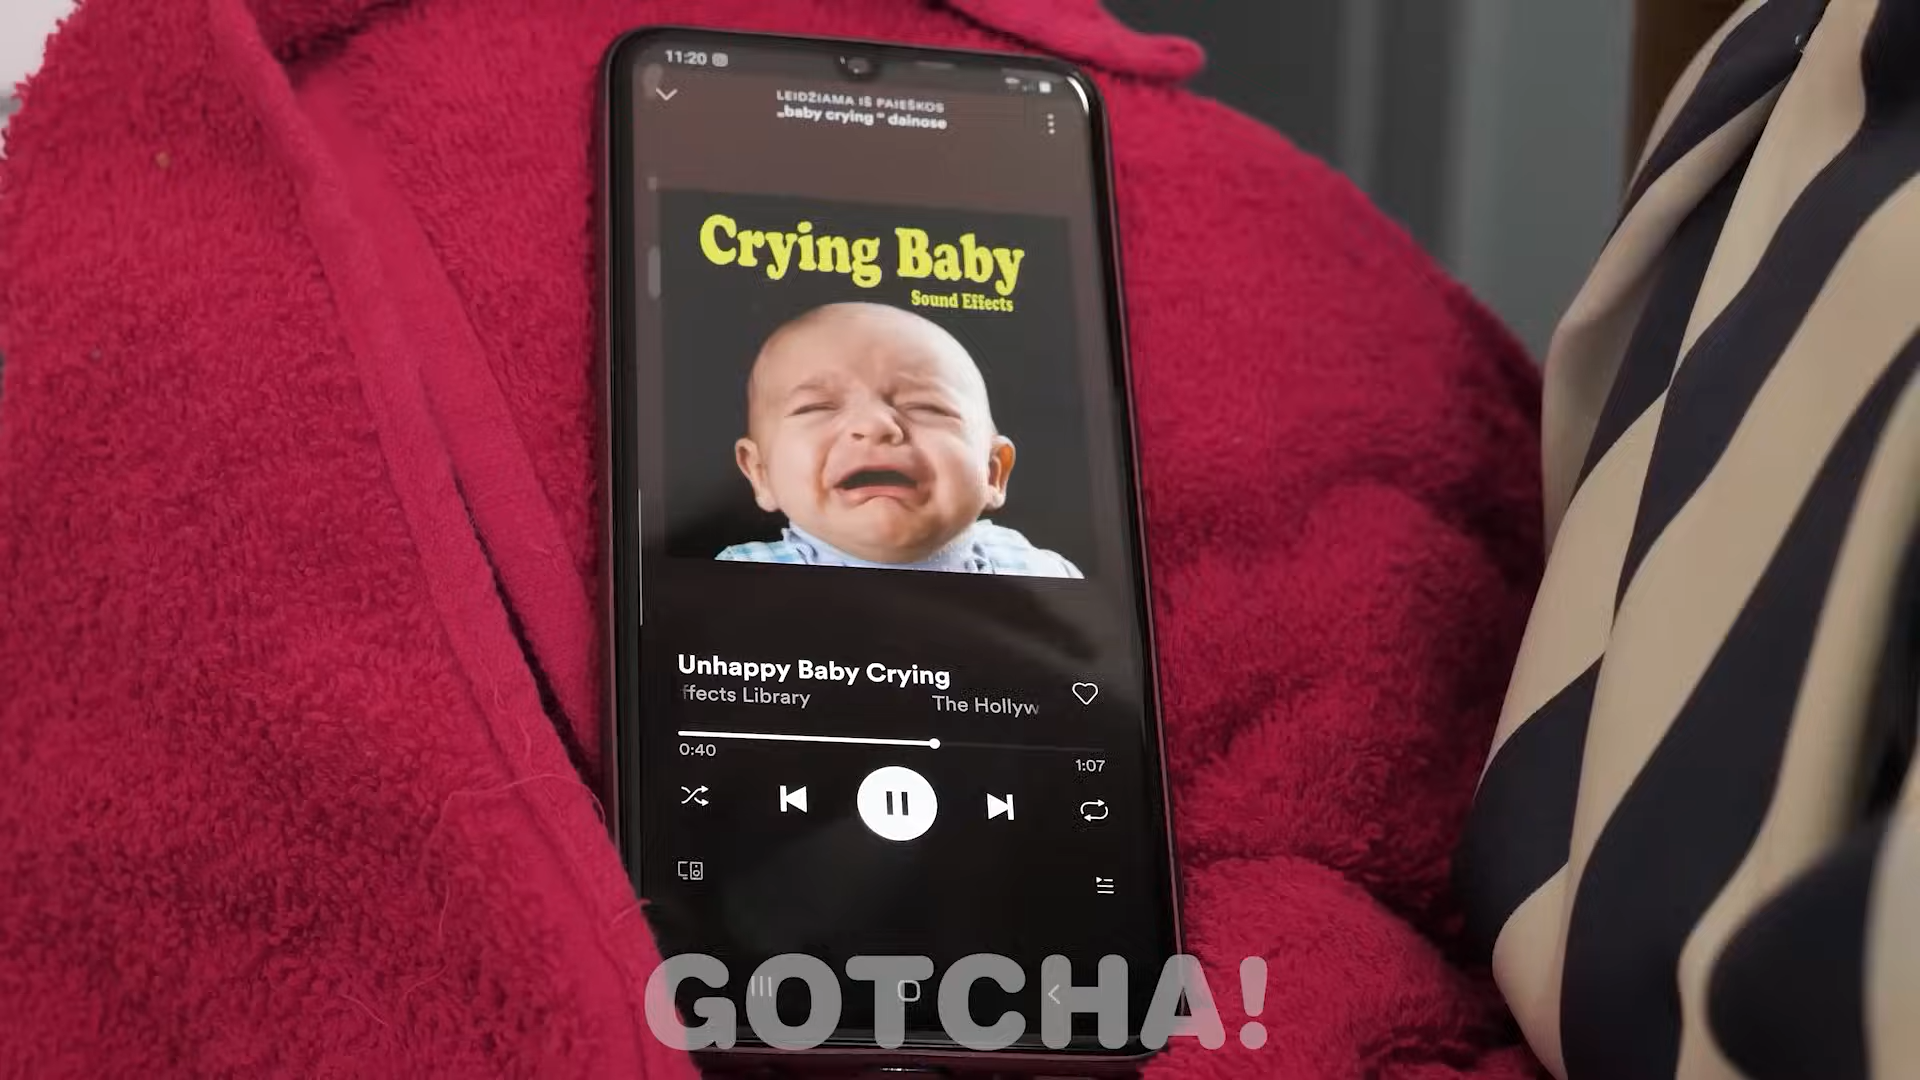 11:20
LEIDŽIAMA IŠ PAIEŠKOS
„baby crying “ dainose
Crying Baby
Sound Effects
Unhappy Baby Crying
ffects Library The Hollyw
0:40
1:07
GOTCHA!